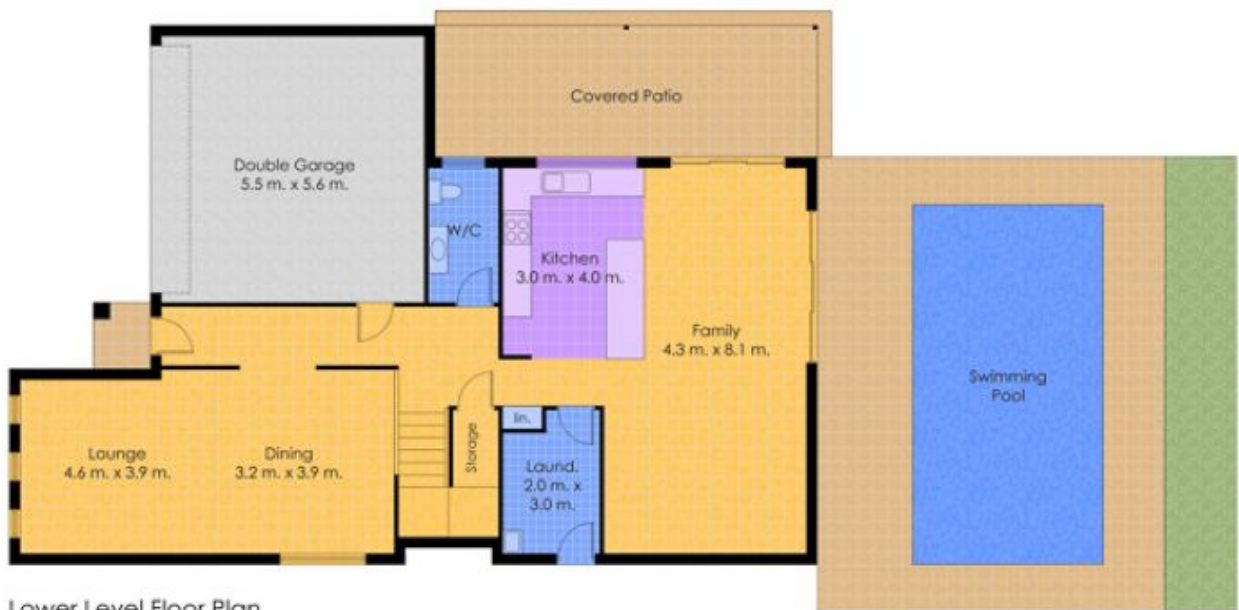 Covered Patio
Double Garage
5.5 m. x 5.6 m.
W/C
Kitchen
3.0 m. x 4.0 m.
Family
4.3 m. x 8.1 m.
Swimming
Pool
Lounge
4.6 m. x 3.9 m.
Dining
3.2 m. x 3.9 m.
Storage
lin.
Laund.
2.0 m. x
3.0 m.
Lower Level Floor Plan